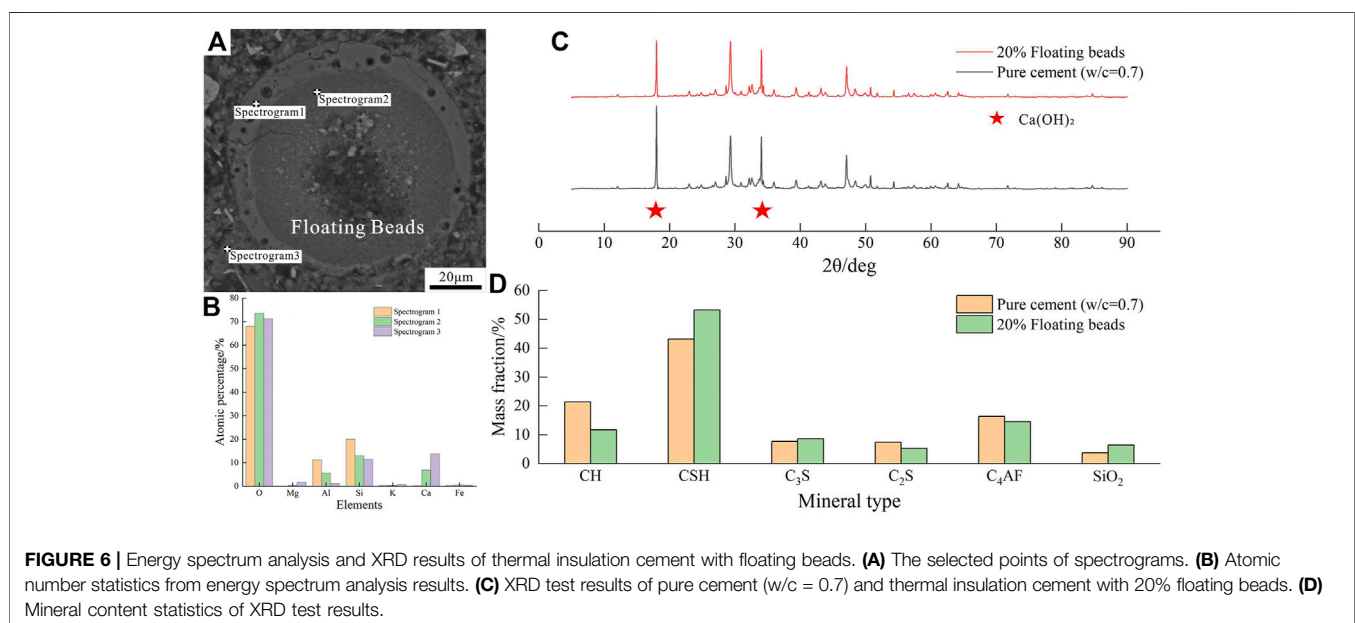 A
Spectrogram1
Spectrogram2
Floating Beads
Spectrogram3
20μm
B
80
70
60
50
40
30
20
10
0
Atomic percentage/%
Spectrogram 1
Spectrogram 2
Spectrogram 3
O Mg Al Si K Ca Fe
Elements
C
20% Floating beads
Pure cement (w/c=0.7)
Ca(OH)₂
0 10 20 30 40 50 60 70 80 90
2θ/deg
D
60
50
40
30
20
10
0
Mass fraction/%
Pure cement (w/c=0.7)
20% Floating beads
CH CSH C₃S C₂S C₄AF SiO₂
Mineral type
FIGURE 6 | Energy spectrum analysis and XRD results of thermal insulation cement with floating beads. (A) The selected points of spectrograms. (B) Atomic
number statistics from energy spectrum analysis results. (C) XRD test results of pure cement (w/c = 0.7) and thermal insulation cement with 20% floating beads. (D)
Mineral content statistics of XRD test results.